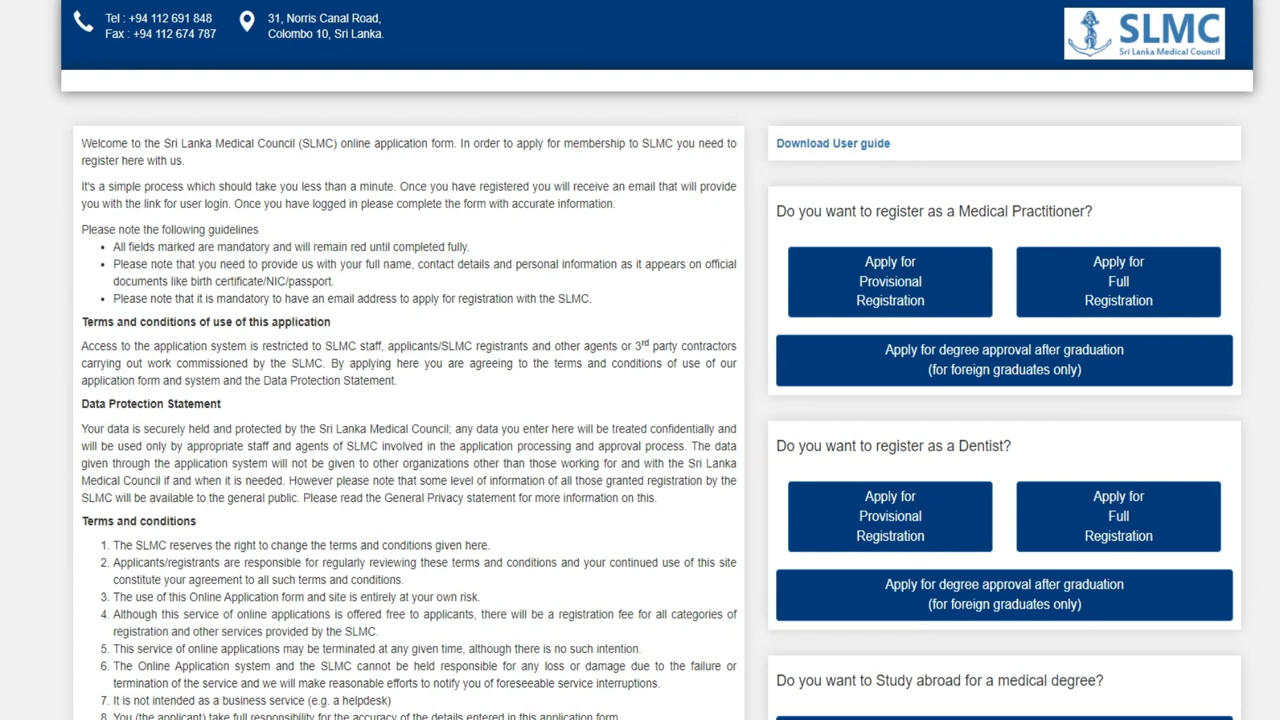 Tel : +94 112 691 848
Fax : +94 112 674 787
31, Norris Canal Road,
Colombo 10, Sri Lanka.
SLMC
Sri Lanka Medical Council
Welcome to the Sri Lanka Medical Council (SLMC) online application form. In order to apply for membership to SLMC you need to
register here with us.
It's a simple process which should take you less than a minute. Once you have registered you will receive an email that will provide
you with the link for user login. Once you have logged in please complete the form with accurate information.
Please note the following guidelines
• All fields marked are mandatory and will remain red until completed fully.
• Please note that you need to provide us with your full name, contact details and personal information as it appears on official
documents like birth certificate/NIC/passport.
• Please note that it is mandatory to have an email address to apply for registration with the SLMC.
Terms and conditions of use of this application
Access to the application system is restricted to SLMC staff, applicants/SLMC registrants and other agents or 3rd party contractors
carrying out work commissioned by the SLMC. By applying here you are agreeing to the terms and conditions of use of our
application form and system and the Data Protection Statement.
Data Protection Statement
Your data is securely held and protected by the Sri Lanka Medical Council; any data you enter here will be treated confidentially and
will be used only by appropriate staff and agents of SLMC involved in the application processing and approval process. The data
given through the application system will not be given to other organizations other than those working for and with the Sri Lanka
Medical Council if and when it is needed. However please note that some level of information of all those granted registration by the
SLMC will be available to the general public. Please read the General Privacy statement for more information on this.
Terms and conditions
1. The SLMC reserves the right to change the terms and conditions given here.
2. Applicants/registrants are responsible for regularly reviewing these terms and conditions and your continued use of this site
constitute your agreement to all such terms and conditions.
3. The use of this Online Application form and site is entirely at your own risk.
4. Although this service of online applications is offered free to applicants, there will be a registration fee for all categories of
registration and other services provided by the SLMC.
5. This service of online applications may be terminated at any given time, although there is no such intention.
6. The Online Application system and the SLMC cannot be held responsible for any loss or damage due to the failure or
termination of the service and we will make reasonable efforts to notify you of foreseeable service interruptions.
7. It is not intended as a business service (e.g. a helpdesk)
8. You (the applicant) take full responsibility for the accuracy of the details entered in this application form
Download User guide
Do you want to register as a Medical Practitioner?
Apply for
Provisional
Registration
Apply for
Full
Registration
Apply for degree approval after graduation
(for foreign graduates only)
Do you want to register as a Dentist?
Apply for
Provisional
Registration
Apply for
Full
Registration
Apply for degree approval after graduation
(for foreign graduates only)
Do you want to Study abroad for a medical degree?